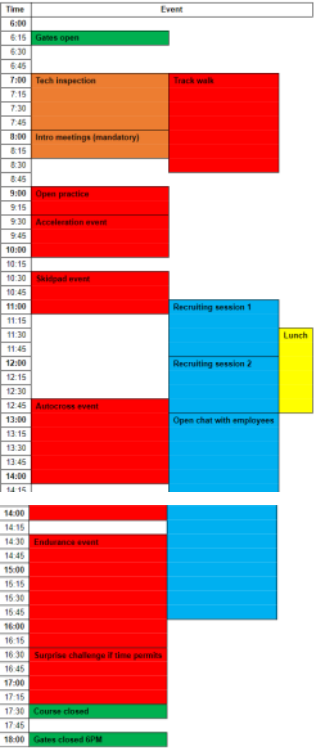 Time Event
6:00
6:15 Gates open
6:30
6:45
7:00 Tech inspection Track walk
7:15
7:30
7:45
8:00 Intro meetings (mandatory)
8:15
8:30
8:45
9:00 Open practice
9:15
9:30 Acceleration event
9:45
10:00
10:15
10:30 Skidpad event
10:45
11:00 Recruiting session 1
11:15
11:30 Lunch
11:45
12:00 Recruiting session 2
12:15
12:30
12:45 Autocross event
13:00 Open chat with employees
13:15
13:30
13:45
14:00
14:15
14:00
14:15
14:30 Endurance event
14:45
15:00
15:15
15:30
15:45
16:00
16:15
16:30 Surprise challenge if time permits
16:45
17:00
17:15
17:30 Course closed
17:45
18:00 Gates closed 6PM